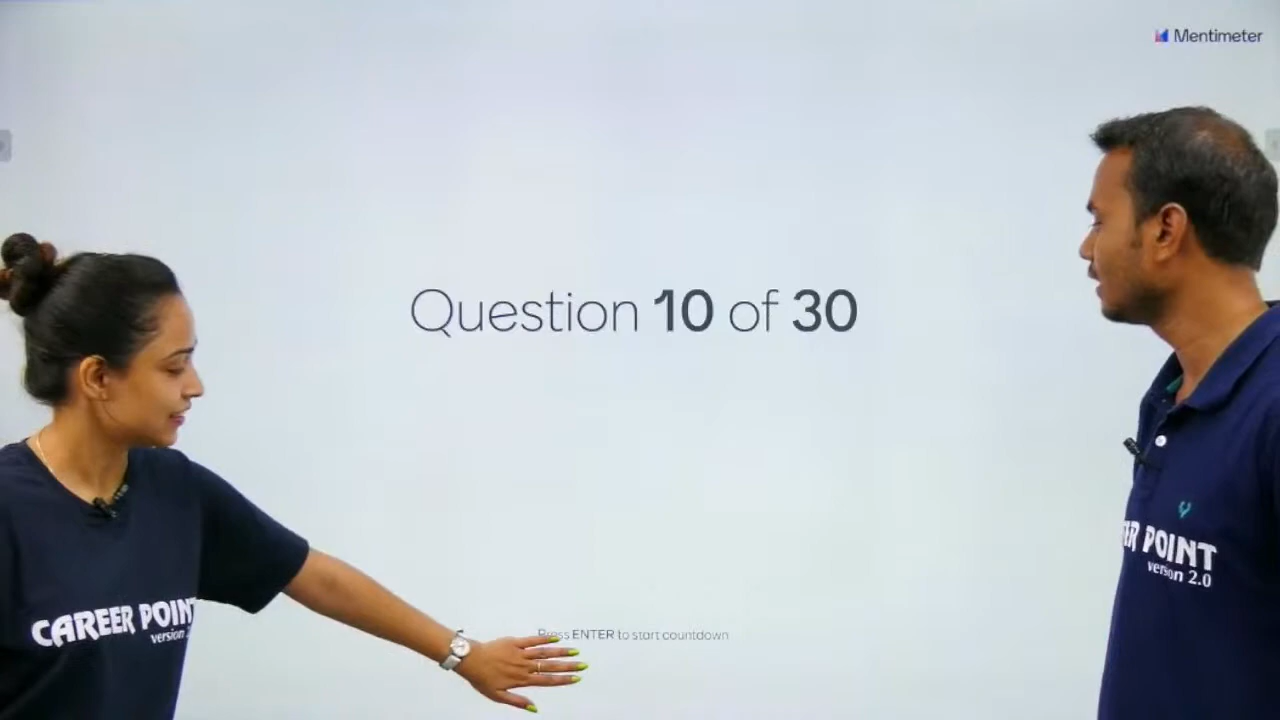 Mentimeter
Question 10 of 30
Press ENTER to start countdown
CAREER POINT
version 2
ER POINT
version 2.0